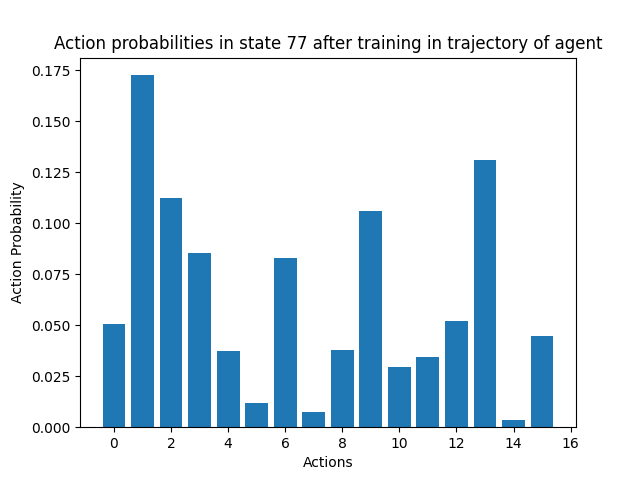 Action probabilities in state 77 after training in trajectory of agent
0.175
0.150
0.125
0.100
0.075
0.050
0.025
0.000
Action Probability
0 2 4 6 8 10 12 14 16
Actions